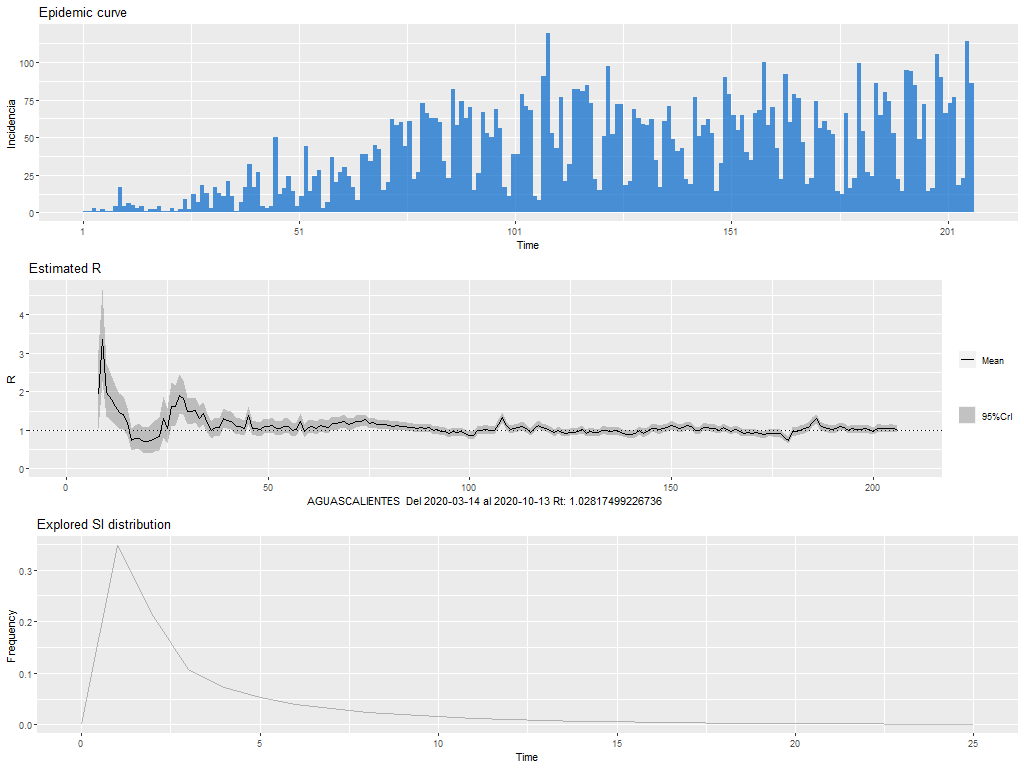 Epidemic curve
100
75
50
25
0
Incidencia
1 51 101 151 201
Time
Estimated R
4
3
2
1
0
R
Mean
95%CrI
0 50 100 150 200
AGUASCALIENTES Del 2020-03-14 al 2020-10-13 Rt: 1.02817499226736
Explored SI distribution
0.3
0.2
0.1
0.0
Frequency
0 5 10 15 20 25
Time